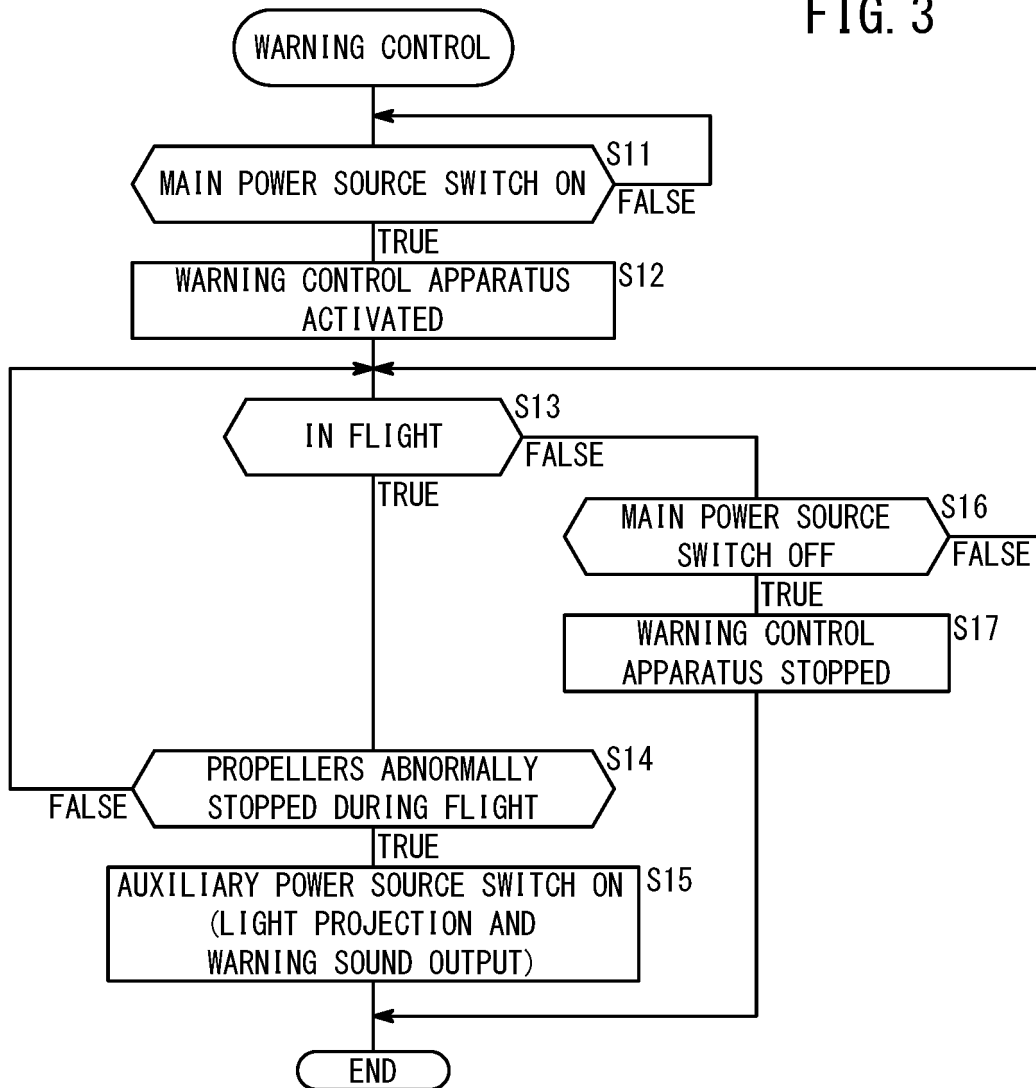 FIG. 3
WARNING CONTROL
S11
MAIN POWER SOURCE SWITCH ON
FALSE
TRUE
S12
WARNING CONTROL APPARATUS
ACTIVATED
S13
IN FLIGHT
FALSE
TRUE
S16
MAIN POWER SOURCE
SWITCH OFF
FALSE
TRUE
S17
WARNING CONTROL
APPARATUS STOPPED
S14
PROPELLERS ABNORMALLY
STOPPED DURING FLIGHT
FALSE
TRUE
S15
AUXILIARY POWER SOURCE SWITCH ON
(LIGHT PROJECTION AND
WARNING SOUND OUTPUT)
END